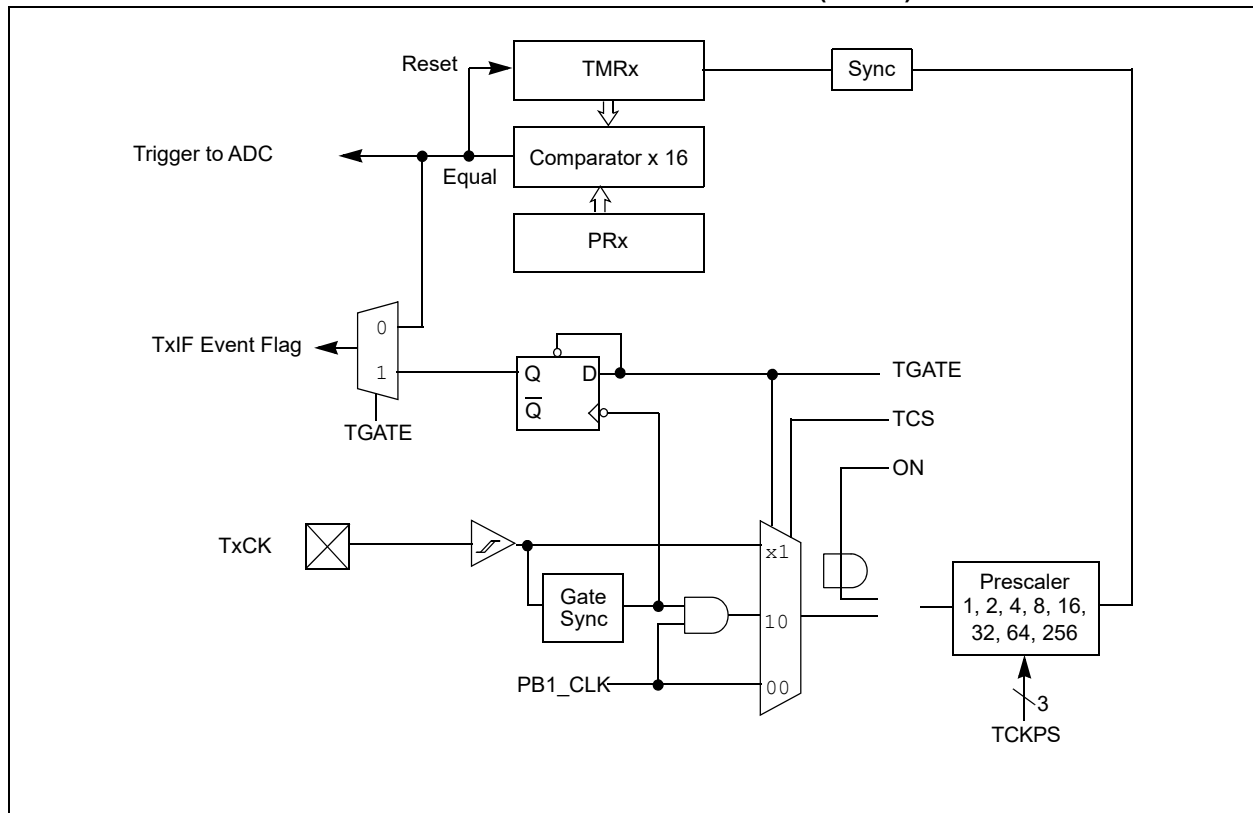 Reset
TMRx
Sync
Trigger to ADC
Equal
Comparator x 16
PRx
0
TxIF Event Flag
1
Q
D
Q
TGATE
TGATE
TCS
ON
TxCK
x1
Gate
Sync
10
Prescaler
1, 2, 4, 8, 16,
32, 64, 256
PB1_CLK
00
3
TCKPS